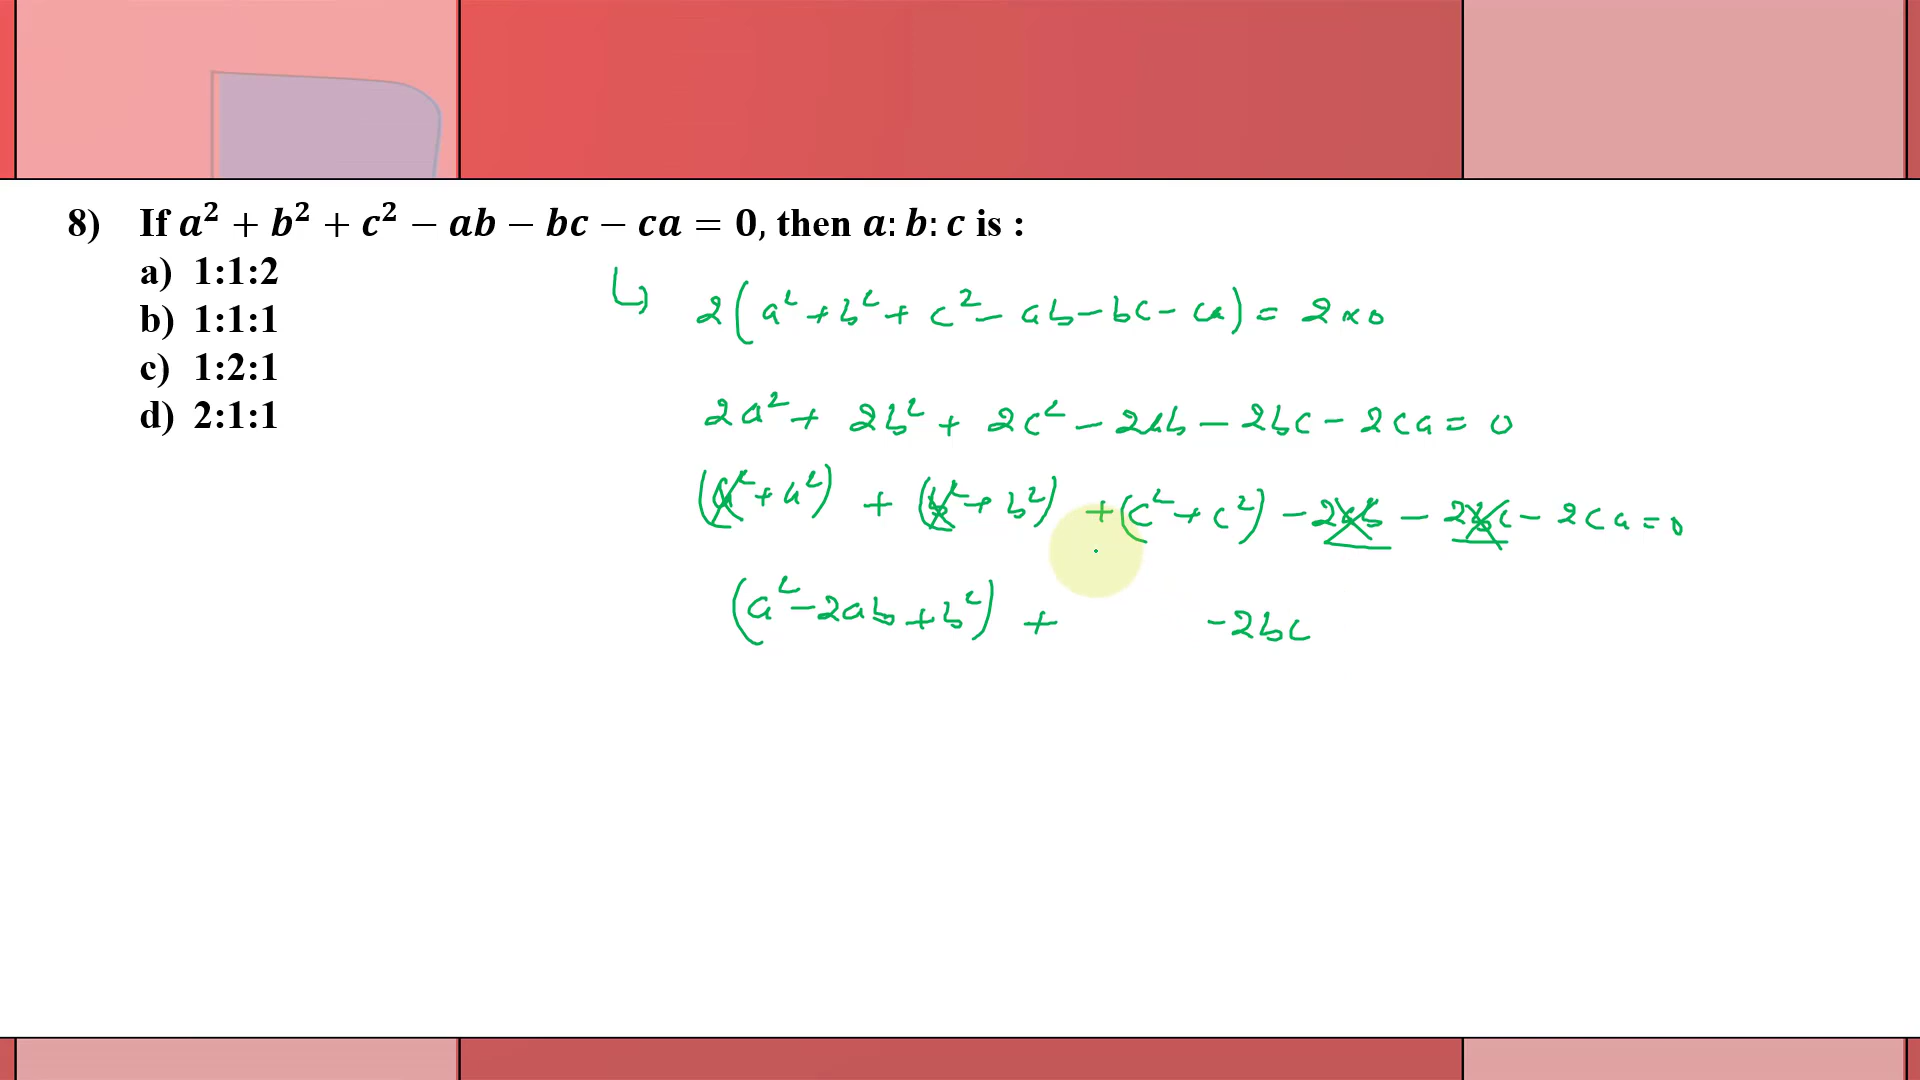 8) If a² + b² + c² − ab − bc − ca = 0, then a: b: c is :
a) 1:1:2
b) 1:1:1
c) 1:2:1
d) 2:1:1
↳ 2(a² + b² + c² − ab − bc − ca) = 2 × 0
2a² + 2b² + 2c² − 2ab − 2bc − 2ca = 0
(a² + a²) + (b² + b²) + (c² + c²) − 2ab − 2bc − 2ca = 0
(a² − 2ab + b²) + − 2bc